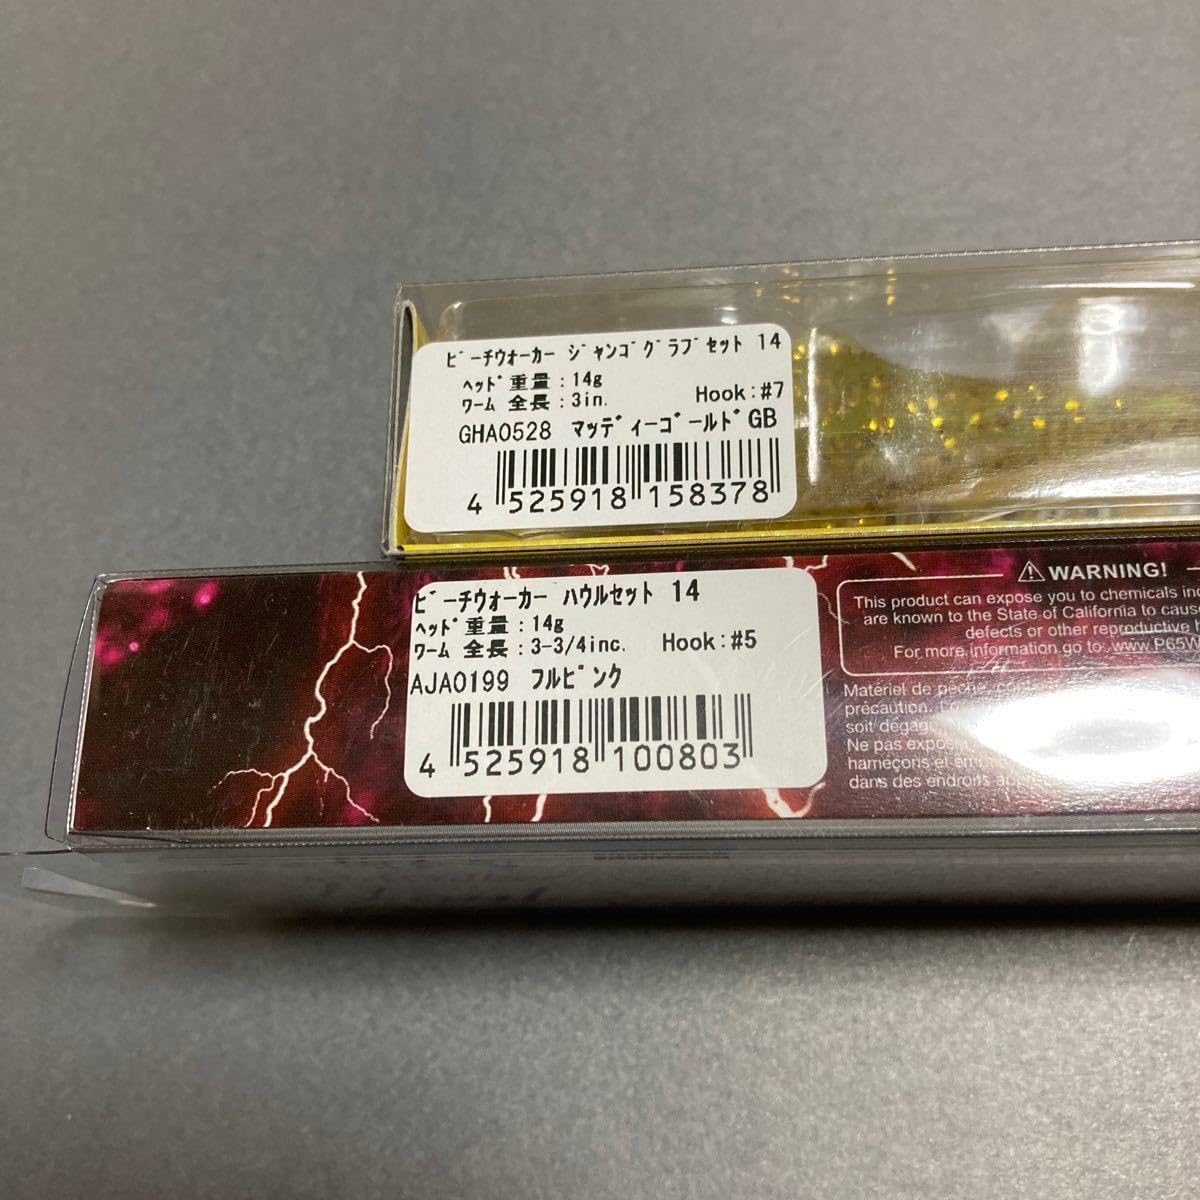 ﾋﾞｰﾁｳｫｰｶｰ ｼﾞｬﾝｺﾞｸﾞﾗﾌﾞｾｯﾄ 14
ﾍｯﾄﾞ重量：14g
ﾜｰﾑ 全長：3in. Hook：#7
GHA0528 ﾏｯﾃﾞｨｰｺﾞｰﾙﾄﾞGB
4 525918 158378
ﾋﾞｰﾁｳｫｰｶｰ ﾊｳﾙｾｯﾄ 14
ﾍｯﾄﾞ重量：14g
ﾜｰﾑ 全長：3-3/4inc. Hook：#5
AJA0199 ﾌﾙﾋﾟﾝｸ
4 525918 100803
WARNING!
This product can expose you to chemicals
are known to the State of California to
defects or other reproductive
For more information go to: www.P65W
Matériel de pêche,
précaution.
soit
Ne pas
hameçons et
dans des endroits